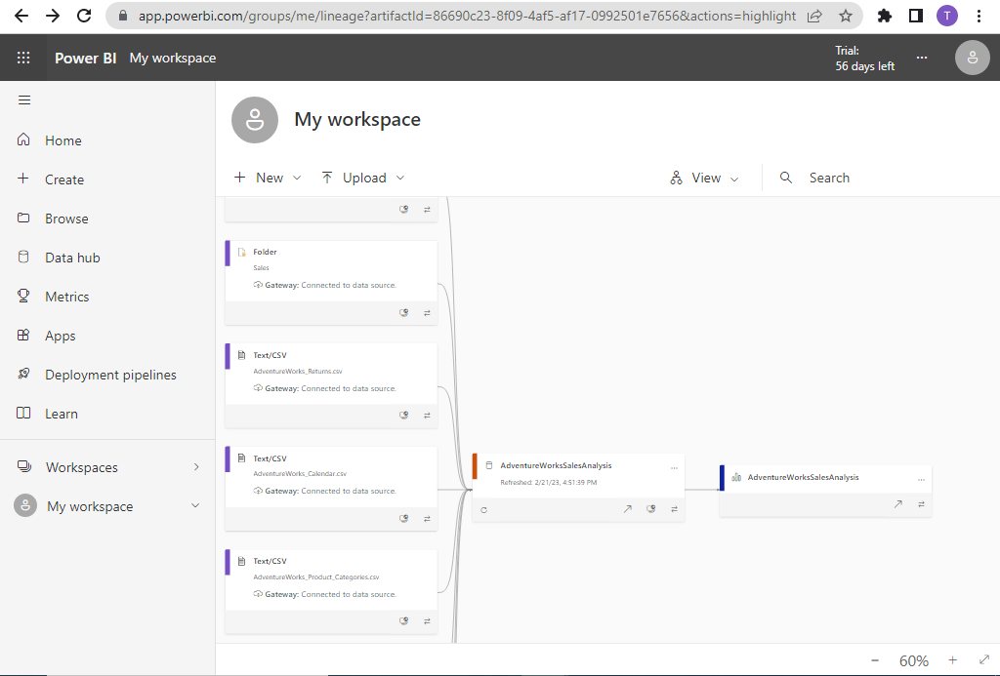 app.powerbi.com/groups/me/lineage?artifactId=86690c23-8f09-4af5-af17-0992501e7656&actions=highlight
T
Power BI My workspace
Trial:
56 days left
My workspace
New
Upload
View
Search
Home
Create
Browse
Data hub
Metrics
Apps
Deployment pipelines
Learn
Workspaces
My workspace
Folder
Sales
Gateway: Connected to data source.
Text/CSV
AdventureWorks_Returns.csv
Gateway: Connected to data source.
Text/CSV
AdventureWorks_Calendar.csv
Gateway: Connected to data source.
Text/CSV
AdventureWorks_Product_Categories.csv
Gateway: Connected to data source.
AdventureWorksSalesAnalysis
Refreshed: 2/21/23, 4:51:39 PM
AdventureWorksSalesAnalysis
60%